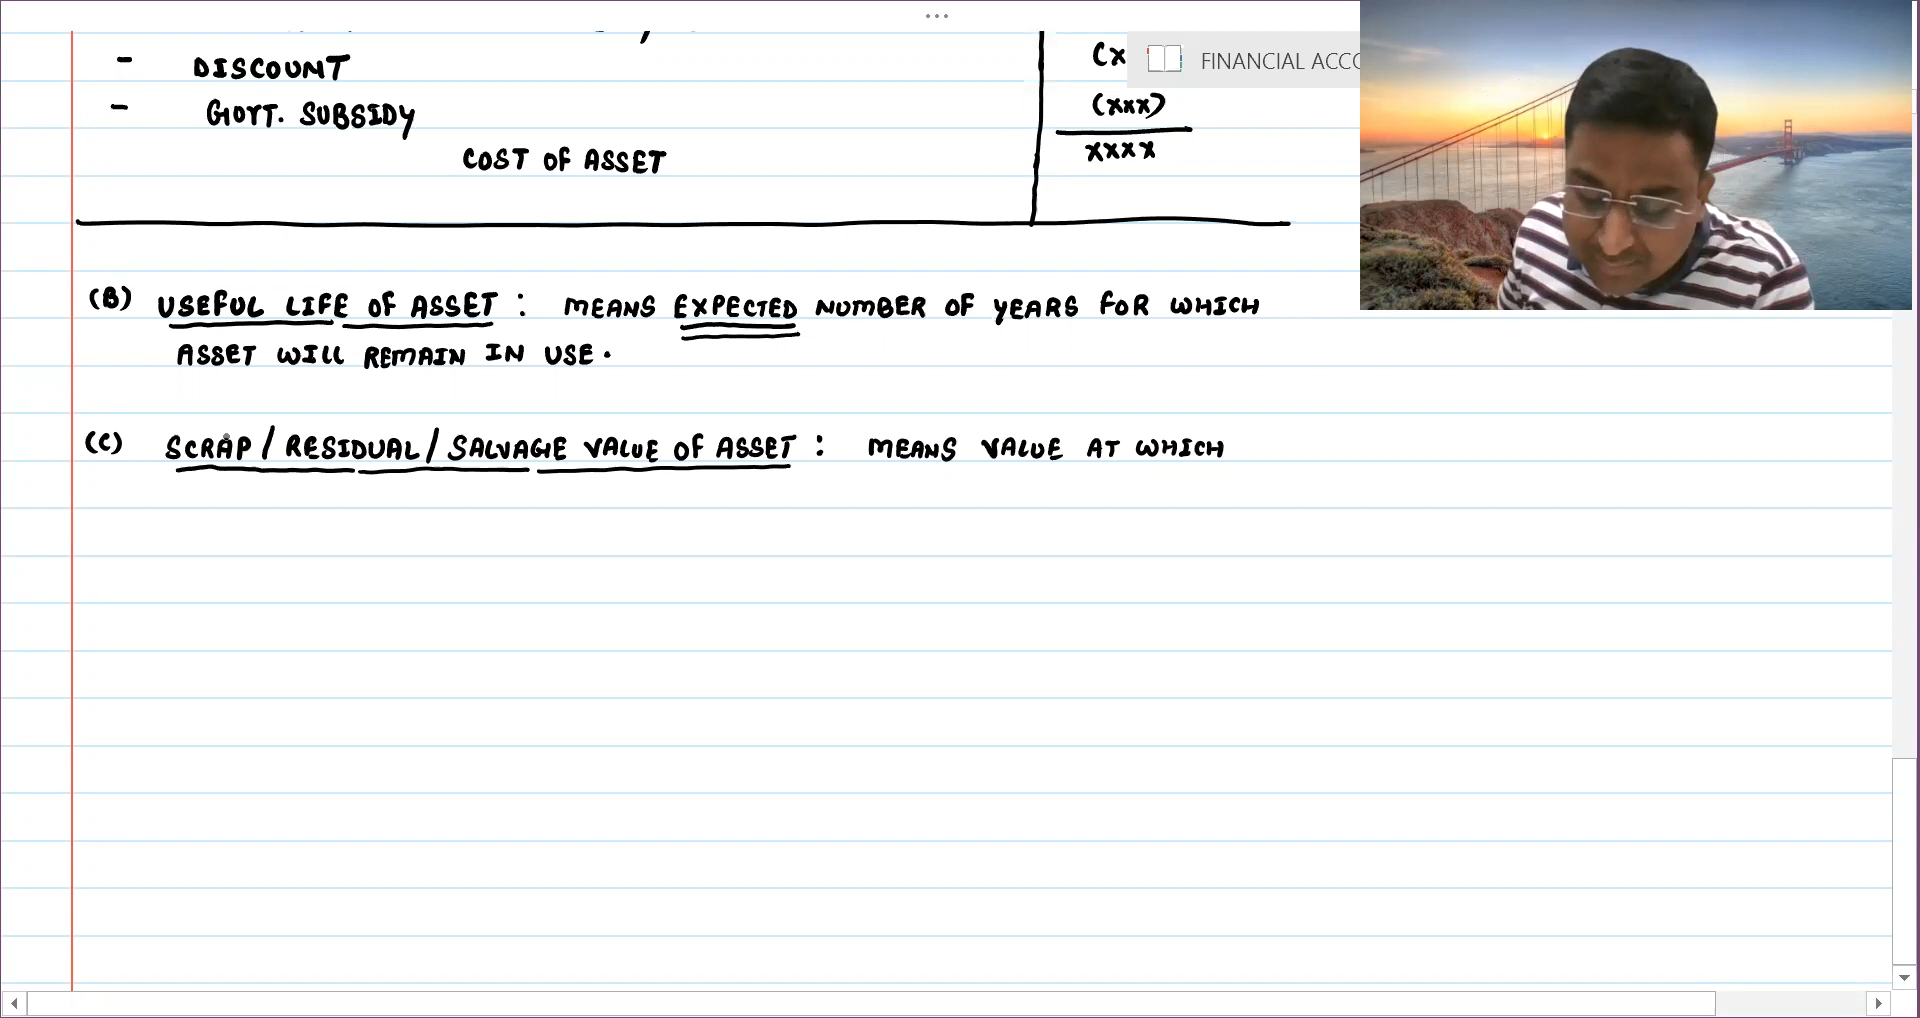 - DISCOUNT (x
FINANCIAL ACCO
- GOVT. SUBSIDY (xxx)
COST OF ASSET xxxx
(B) USEFUL LIFE OF ASSET : MEANS EXPECTED NUMBER OF YEARS FOR WHICH
ASSET WILL REMAIN IN USE.
(C) SCRAP / RESIDUAL / SALVAGE VALUE OF ASSET : MEANS VALUE AT WHICH